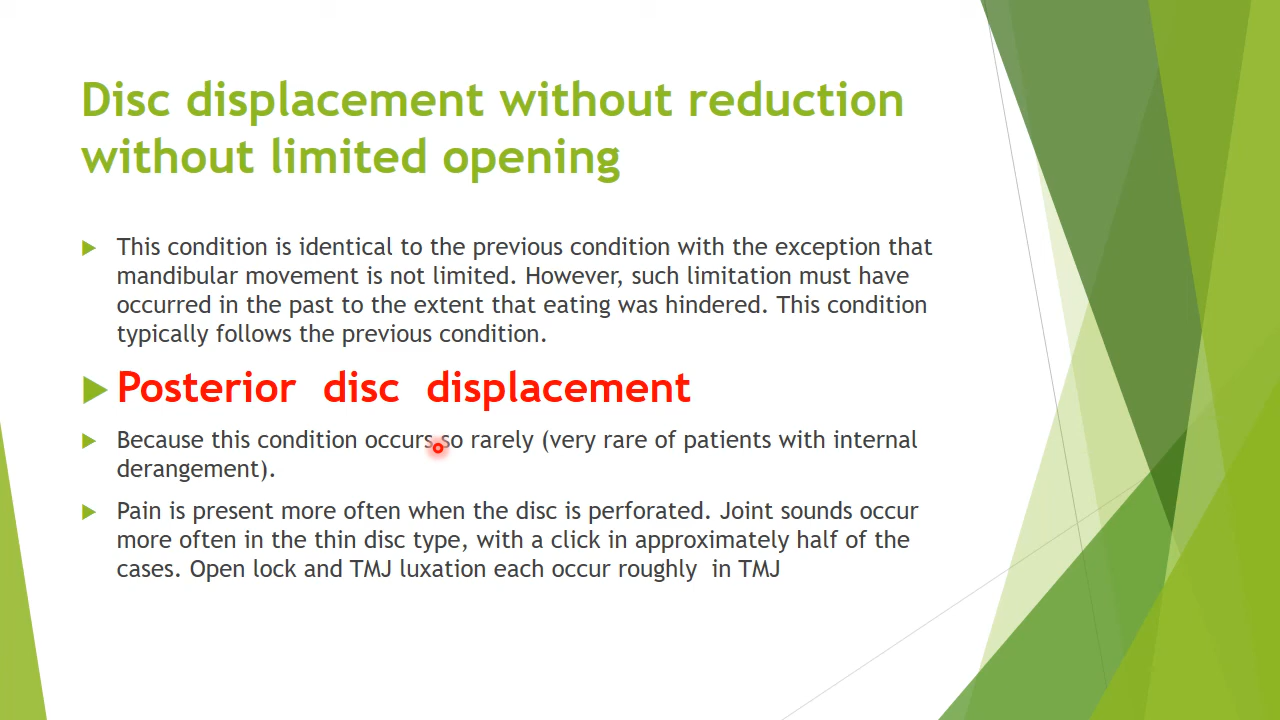 Disc displacement without reduction
without limited opening
This condition is identical to the previous condition with the exception that
mandibular movement is not limited. However, such limitation must have
occurred in the past to the extent that eating was hindered. This condition
typically follows the previous condition.
Posterior disc displacement
Because this condition occurs so rarely (very rare of patients with internal
derangement).
Pain is present more often when the disc is perforated. Joint sounds occur
more often in the thin disc type, with a click in approximately half of the
cases. Open lock and TMJ luxation each occur roughly in TMJ